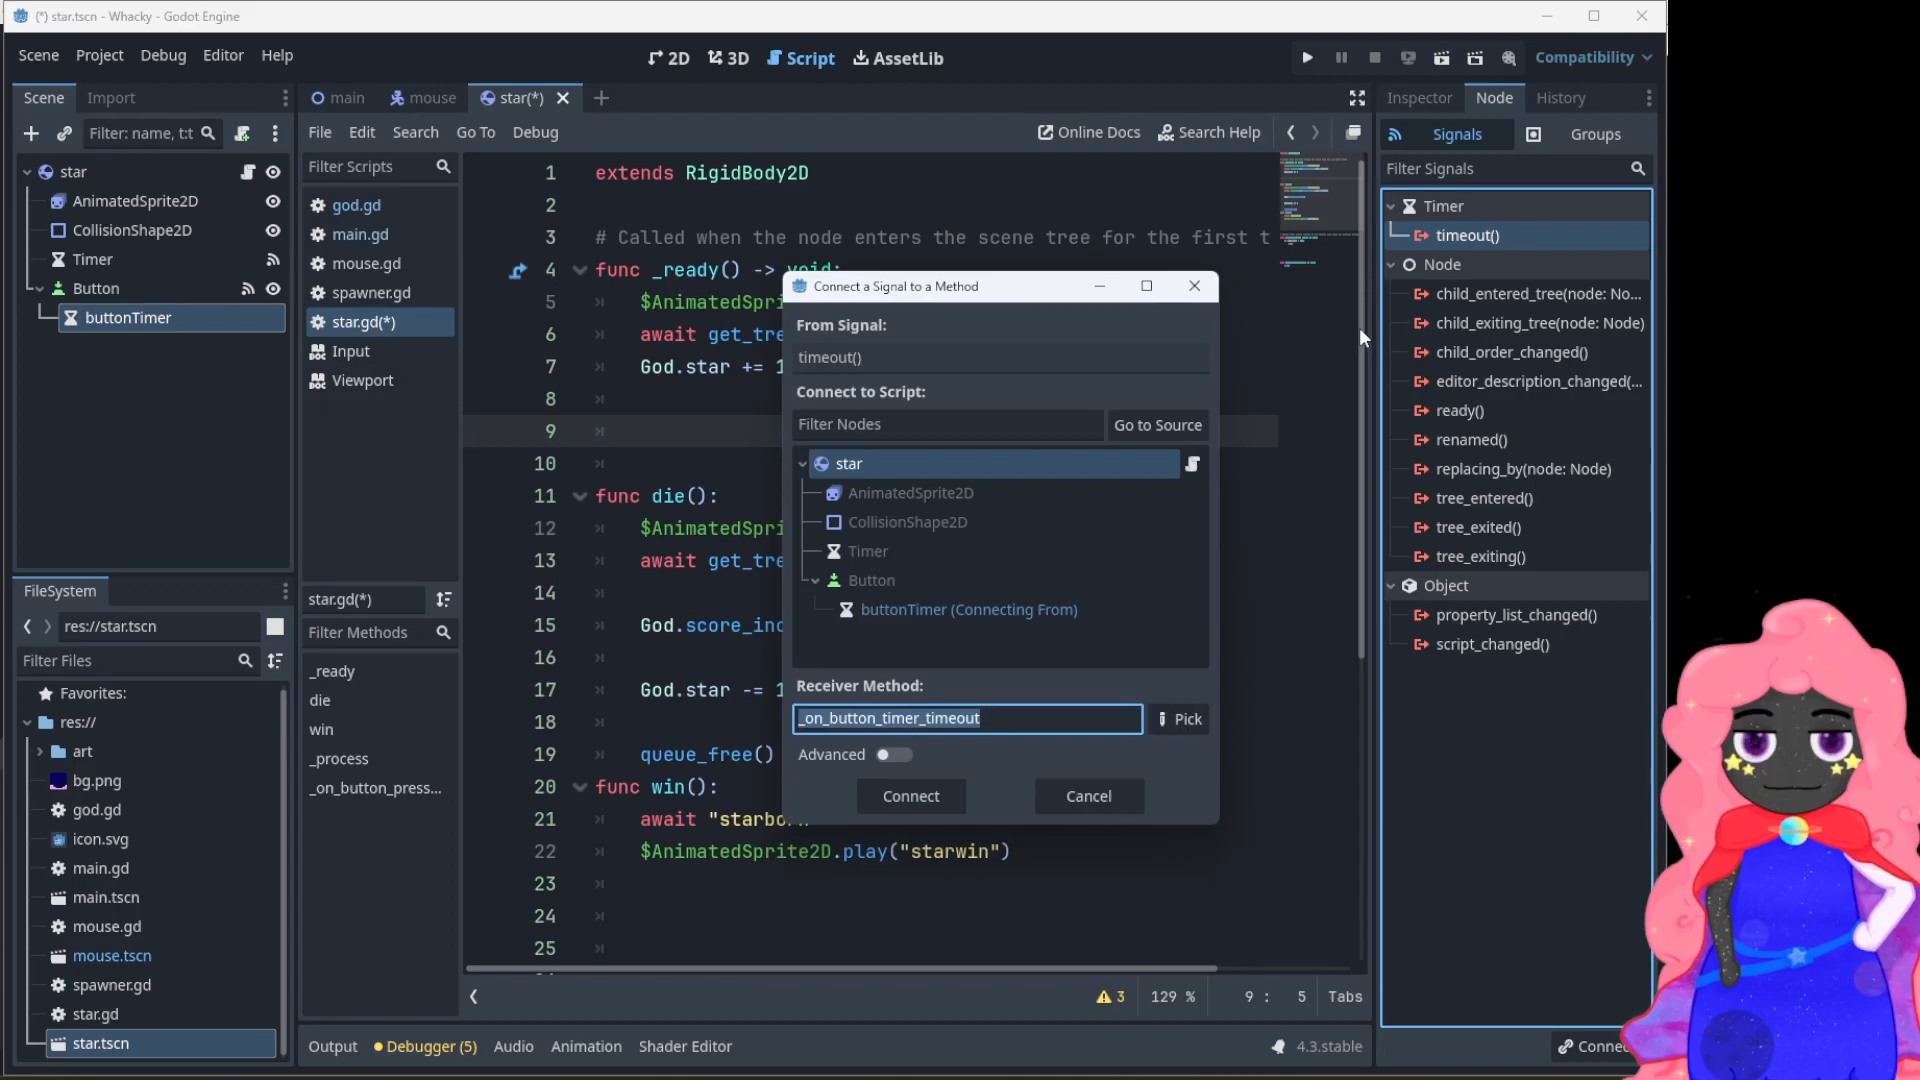 (*) star.tscn - Whacky - Godot Engine
Scene Project Debug Editor Help
2D 3D Script AssetLib
Compatibility
Scene Import
main mouse star(*)
Inspector Node History
Filter: name, t:t
File Edit Search Go To Debug
Online Docs Search Help
Signals Groups
star
AnimatedSprite2D
CollisionShape2D
Timer
Button
buttonTimer
Filter Scripts
god.gd
main.gd
mouse.gd
spawner.gd
star.gd(*)
Input
Viewport
star.gd(*)
Filter Methods
_ready
die
win
_process
_on_button_press...
FileSystem
res://star.tscn
Filter Files
Favorites:
res://
art
bg.png
god.gd
icon.svg
main.gd
main.tscn
mouse.gd
mouse.tscn
spawner.gd
star.gd
star.tscn
1 extends RigidBody2D
2
3 # Called when the node enters the scene tree for the first t
4 func _ready() -> void:
5 $AnimatedSpri
6 await get_tre
7 God.star += 1
8
9
10
11 func die():
12 $AnimatedSpri
13 await get_tre
14
15 God.score_inc
16
17 God.star -= 1
18
19 queue_free()
20 func win():
21 await "starbo
22 $AnimatedSprite2D.play("starwin")
23
24
25
3 129 % 9 : 5 Tabs
Connect a Signal to a Method
From Signal:
timeout()
Connect to Script:
Filter Nodes Go to Source
star
AnimatedSprite2D
CollisionShape2D
Timer
Button
buttonTimer (Connecting From)
Receiver Method:
_on_button_timer_timeout Pick
Advanced
Connect Cancel
Filter Signals
Timer
timeout()
Node
child_entered_tree(node: No...
child_exiting_tree(node: Node)
child_order_changed()
editor_description_changed(...
ready()
renamed()
replacing_by(node: Node)
tree_entered()
tree_exited()
tree_exiting()
Object
property_list_changed()
script_changed()
Connec
Output Debugger (5) Audio Animation Shader Editor
4.3.stable